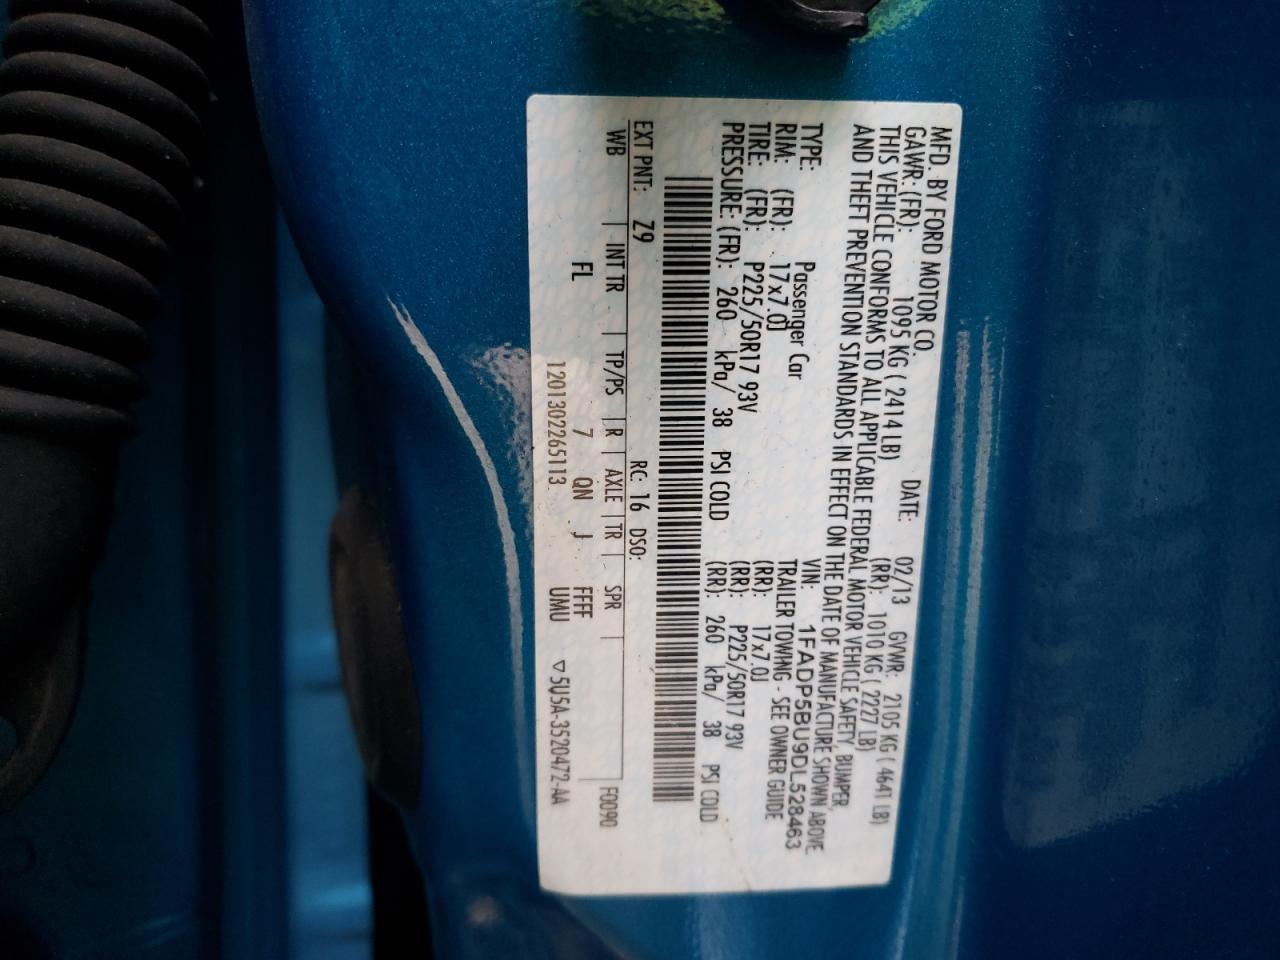 MFD. BY FORD MOTOR CO.
DATE: 02/13 GVWR: 2105 KG ( 4641 LB)
GAWR: (FR): 1095 KG ( 2414 LB) (RR): 1010 KG ( 2227 LB)
THIS VEHICLE CONFORMS TO ALL APPLICABLE FEDERAL MOTOR VEHICLE SAFETY, BUMPER,
AND THEFT PREVENTION STANDARDS IN EFFECT ON THE DATE OF MANUFACTURE SHOWN ABOVE.
VIN: 1FADP5BU9DL528463
TYPE: Passenger Car TRAILER TOWING - SEE OWNER GUIDE
RIM: (FR): 17x7.0J (RR): 17x7.0J
TIRE: (FR): P225/50R17 93V (RR): P225/50R17 93V
PRESSURE: (FR): 260 kPa/ 38 PSI COLD (RR): 260 kPa/ 38 PSI COLD
EXT PNT: Z9 RC: 16 DSO: F0090
WB | INT TR | TP/PS | R | AXLE | TR | SPR
FL 7 QN J FFFF
1201302265113 UMU ▽5U5A-3520472-AA